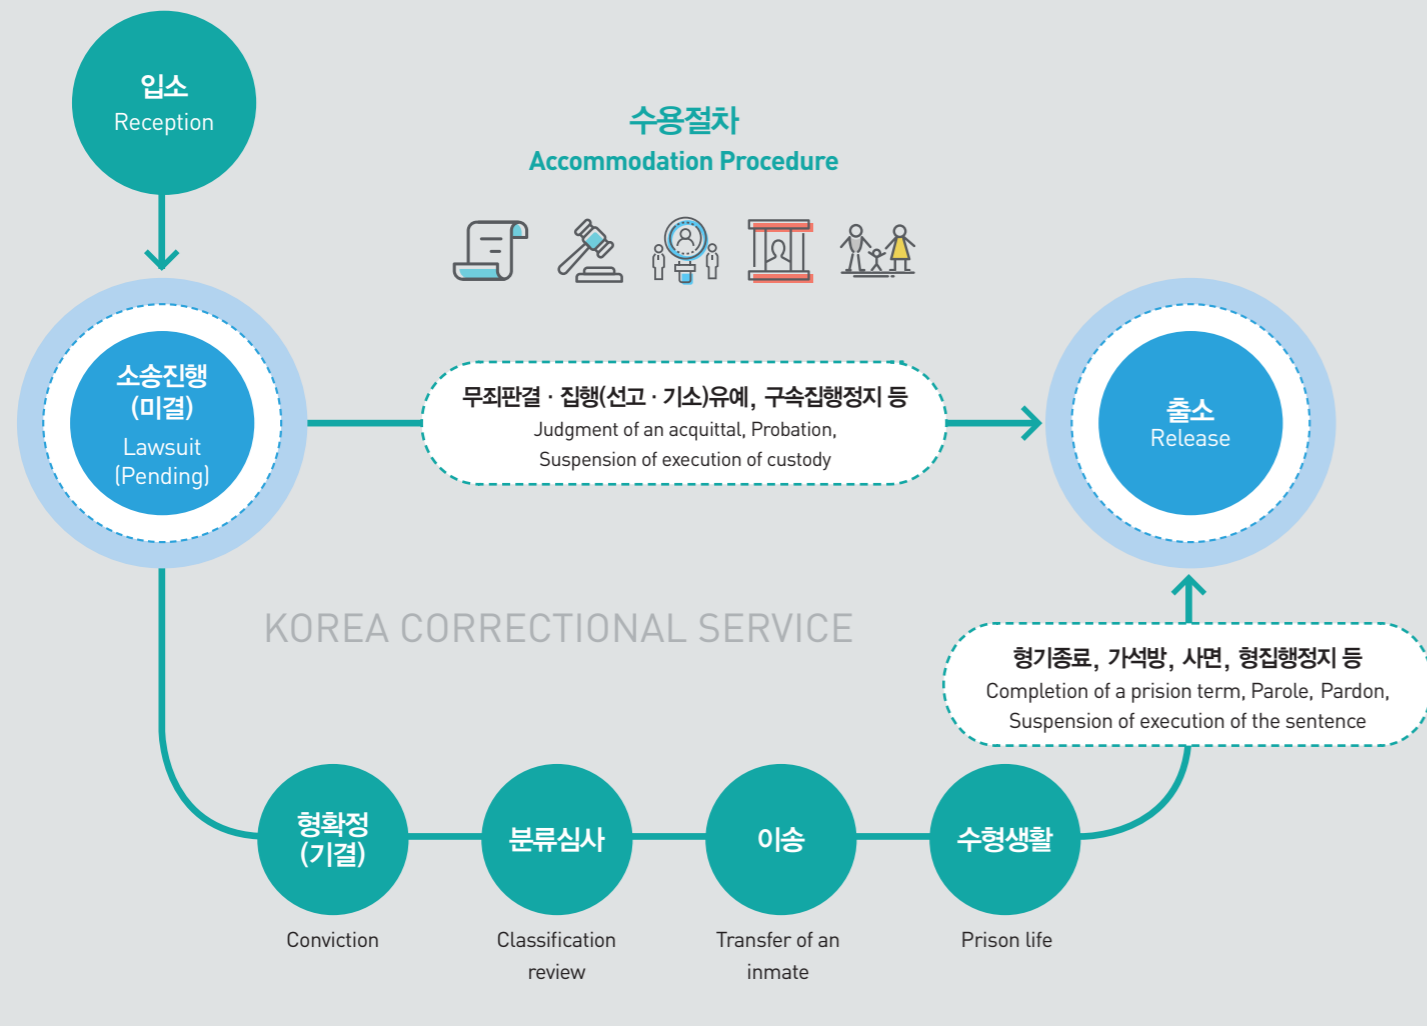 입소
Reception
수용절차
Accommodation Procedure
소송진행
(미결)
Lawsuit
(Pending)
무죄판결 · 집행(선고 · 기소)유예, 구속집행정지 등
Judgment of an acquittal, Probation,
Suspension of execution of custody
출소
Release
KOREA CORRECTIONAL SERVICE
형기종료, 가석방, 사면, 형집행정지 등
Completion of a prision term, Parole, Pardon,
Suspension of execution of the sentence
형확정
(기결)
Conviction
분류심사
Classification
review
이송
Transfer of an
inmate
수형생활
Prison life